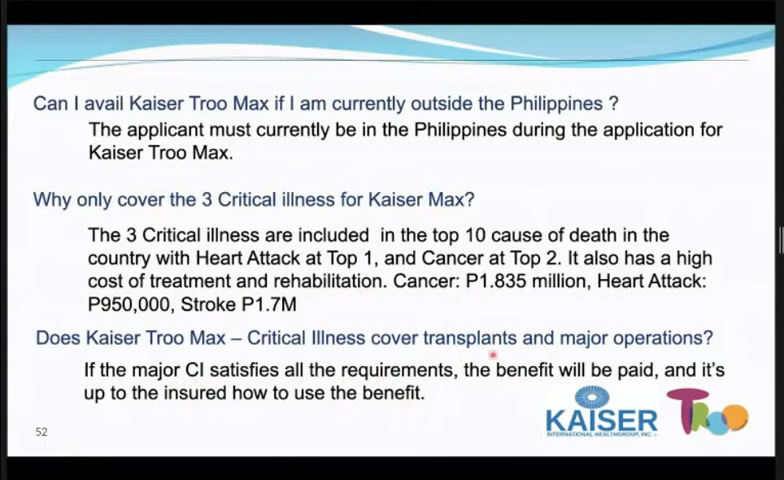 Can I avail Kaiser Troo Max if I am currently outside the Philippines ?
The applicant must currently be in the Philippines during the application for
Kaiser Troo Max.
Why only cover the 3 Critical illness for Kaiser Max?
The 3 Critical illness are included in the top 10 cause of death in the
country with Heart Attack at Top 1, and Cancer at Top 2. It also has a high
cost of treatment and rehabilitation. Cancer: P1.835 million, Heart Attack:
P950,000, Stroke P1.7M
Does Kaiser Troo Max – Critical Illness cover transplants and major operations?
If the major CI satisfies all the requirements, the benefit will be paid, and it's
up to the insured how to use the benefit.
KAISER
INTERNATIONAL HEALTHGROUP, INC.
Troo
52